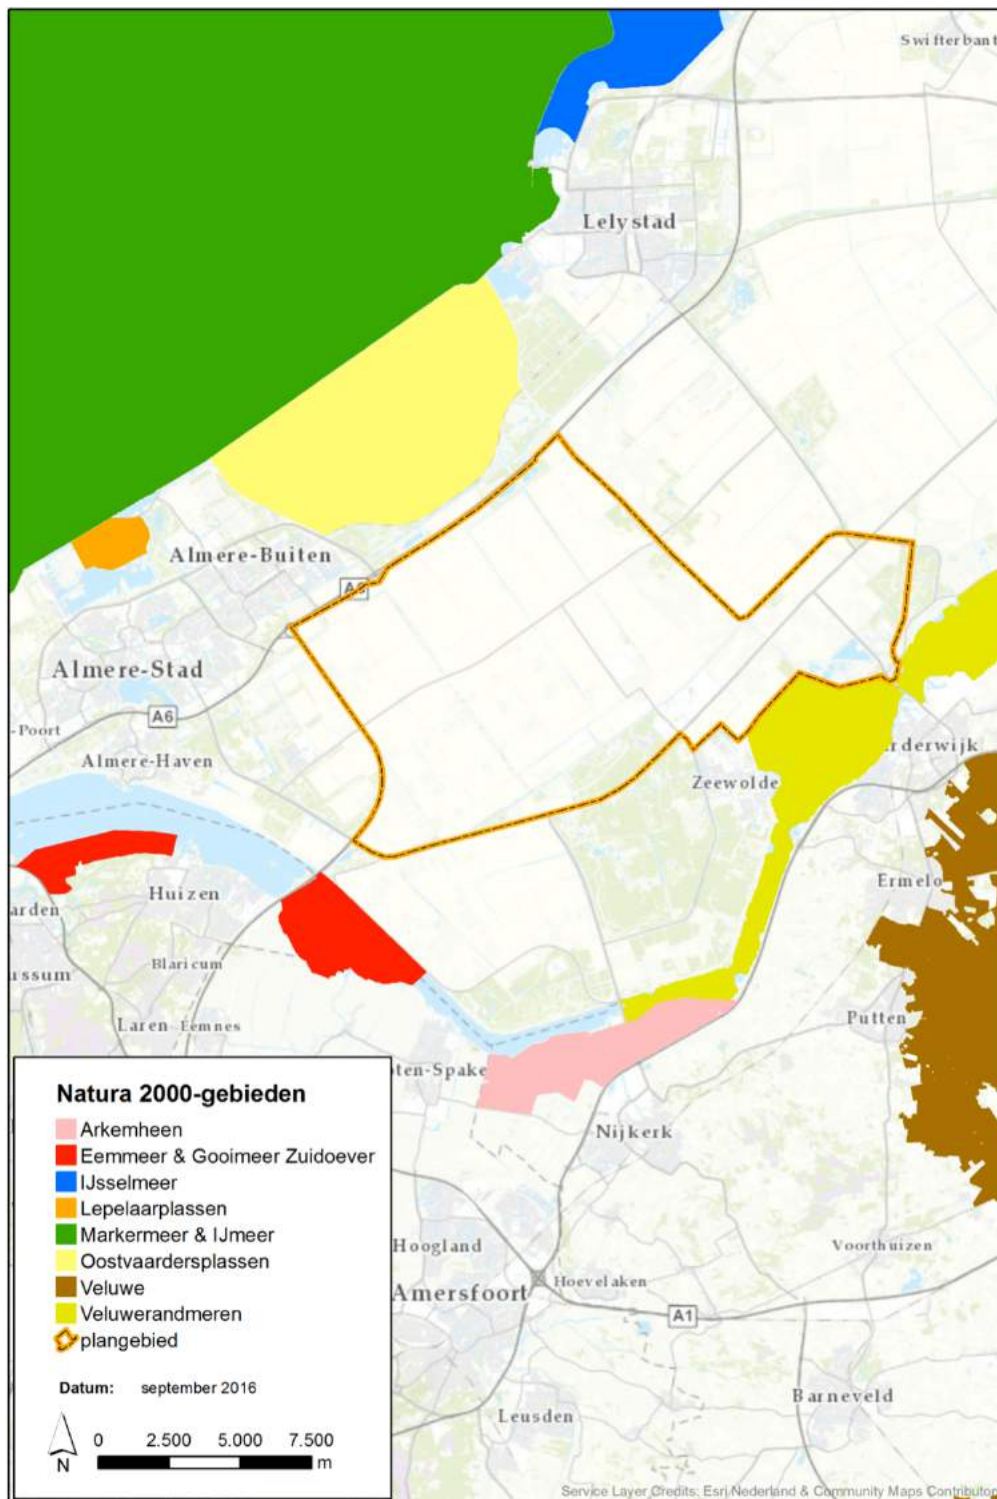 Swifterbant
Lelystad
Almere-Buiten
A6
Almere-Stad
A6
-Poort
Almere-Haven
rderwijk
Zeewolde
Huizen
Ermelo
arden
Blaricum
ussum
Laren Eemnes
Putten
oten-Spake
Nijkerk
Natura 2000-gebieden
Arkemheen
Eemmeer & Gooimeer Zuidoever
IJsselmeer
Lepelaarplassen
Markermeer & IJmeer
Oostvaardersplassen
Veluwe
Veluwerandmeren
plangebied
Datum: september 2016
0 2.500 5.000 7.500
m
N
Hoogland
Voorthuizen
Hoevelaken
Amersfoort
A1
Barneveld
Leusden
Service Layer Credits: Esri Nederland & Community Maps Contributor